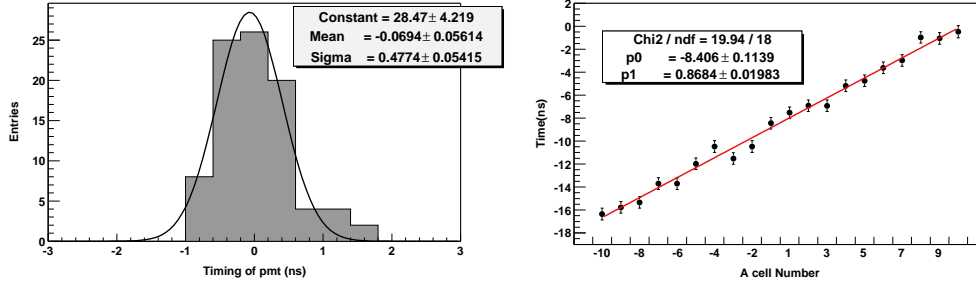 Constant = 28.47 ± 4.219
Mean = -0.0694 ± 0.05614
Sigma = 0.4774 ± 0.05415
Entries
25
20
15
10
5
0
-3 -2 -1 0 1 2 3
Timing of pmt (ns)
Chi2 / ndf = 19.94 / 18
p0 = -8.406 ± 0.1139
p1 = 0.8684 ± 0.01983
Time(ns)
2
0
-2
-4
-6
-8
-10
-12
-14
-16
-18
-10 -8 -6 -4 -2 1 3 5 7 9
A cell Number